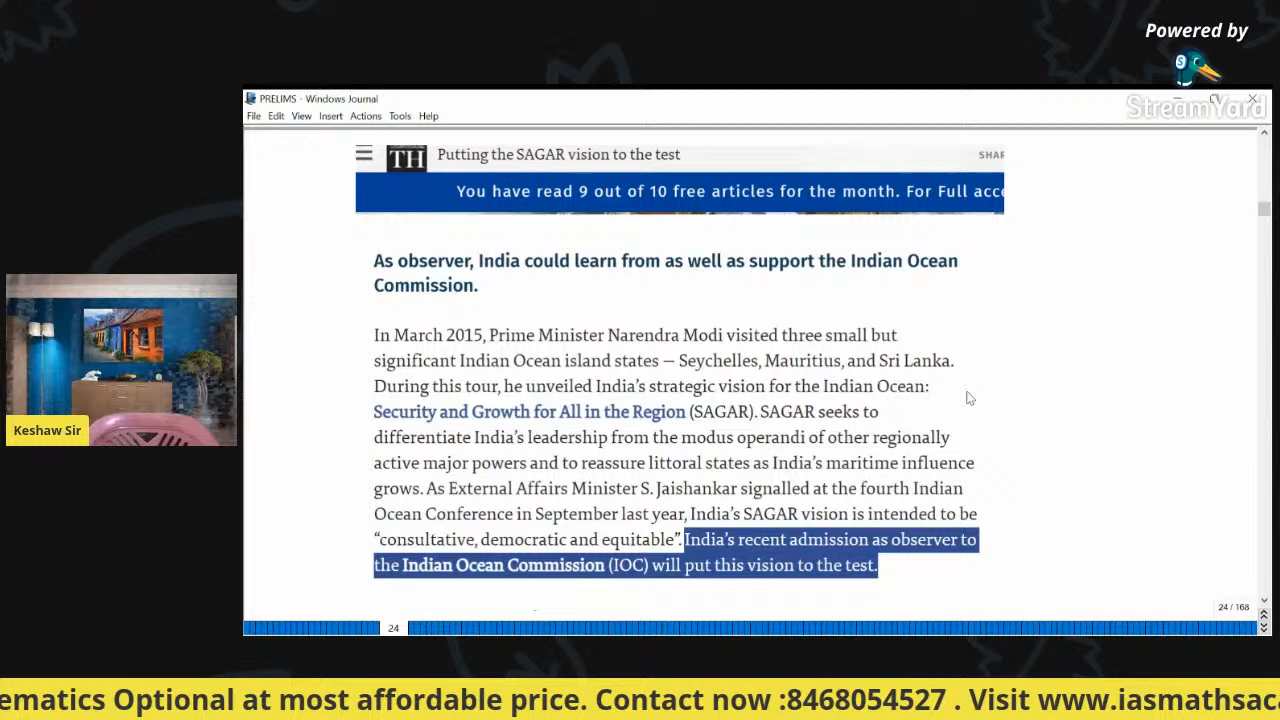 Powered by
StreamYard
PRELIMS - Windows Journal
File Edit View Insert Actions Tools Help
TH Putting the SAGAR vision to the test SHAR
You have read 9 out of 10 free articles for the month. For Full acce
As observer, India could learn from as well as support the Indian Ocean
Commission.
In March 2015, Prime Minister Narendra Modi visited three small but
significant Indian Ocean island states — Seychelles, Mauritius, and Sri Lanka.
During this tour, he unveiled India’s strategic vision for the Indian Ocean:
Security and Growth for All in the Region (SAGAR). SAGAR seeks to
differentiate India’s leadership from the modus operandi of other regionally
active major powers and to reassure littoral states as India’s maritime influence
grows. As External Affairs Minister S. Jaishankar signalled at the fourth Indian
Ocean Conference in September last year, India’s SAGAR vision is intended to be
“consultative, democratic and equitable”. India’s recent admission as observer to
the Indian Ocean Commission (IOC) will put this vision to the test.
24 / 168
24
Keshaw Sir
ematics Optional at most affordable price. Contact now :8468054527 . Visit www.iasmathsaca